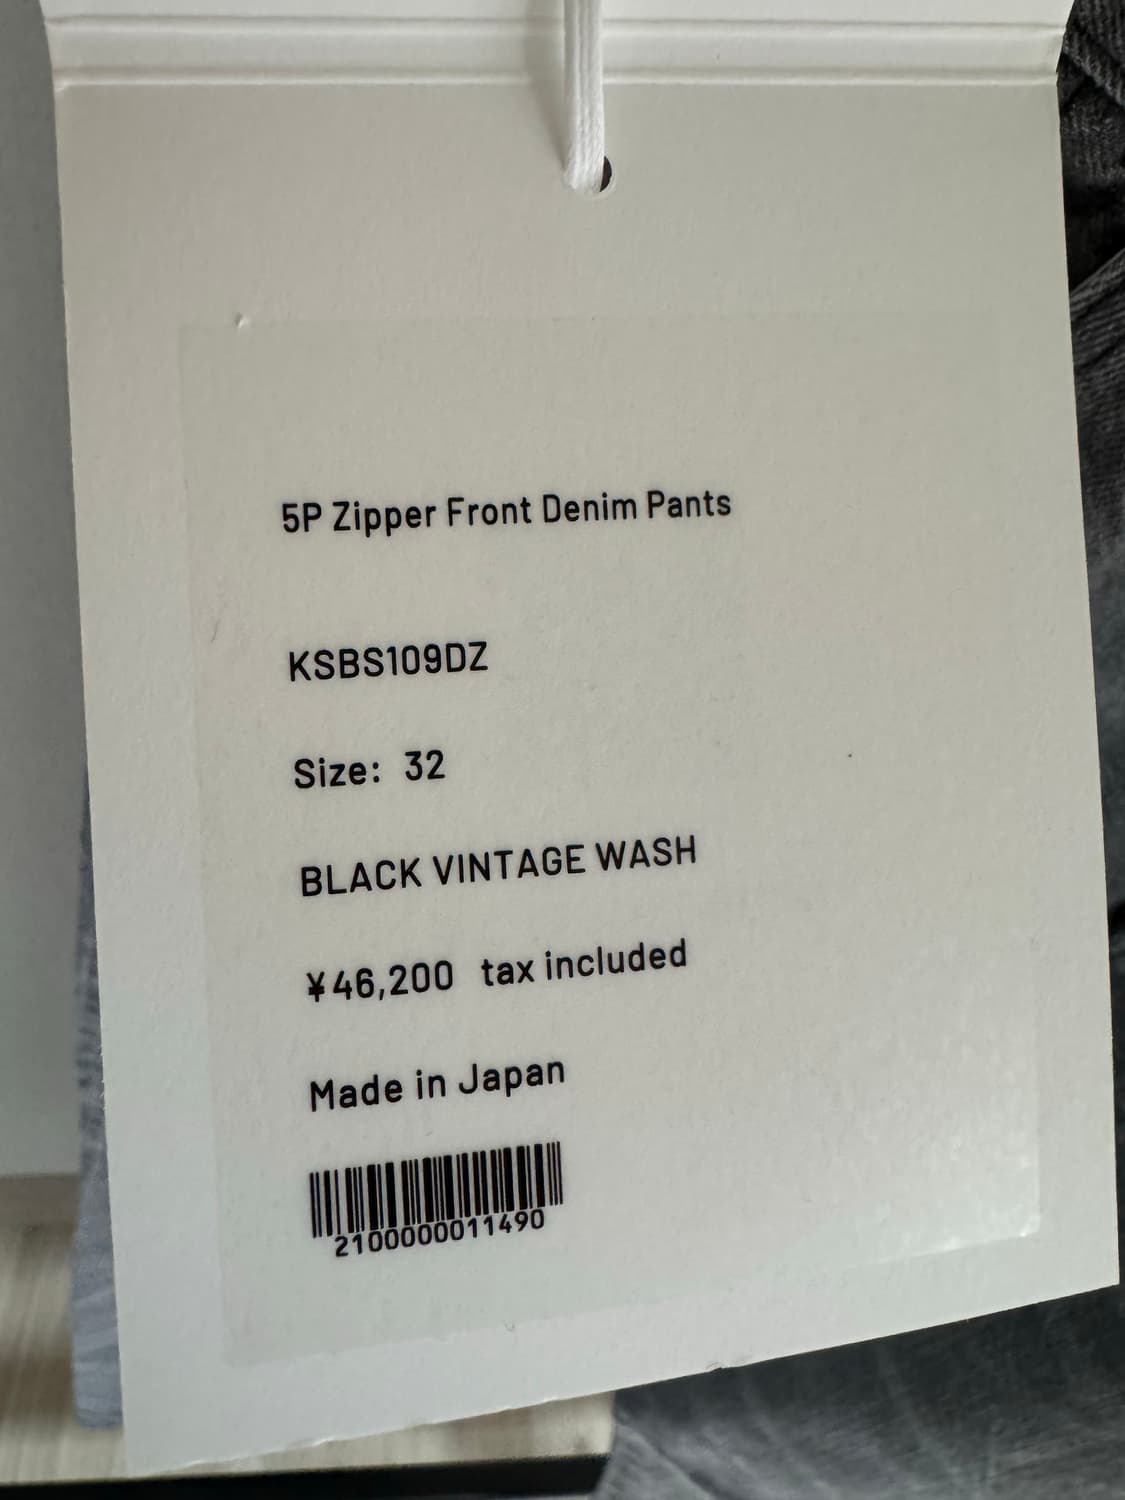 5P Zipper Front Denim Pants
KSBS109DZ
Size: 32
BLACK VINTAGE WASH
¥46,200 tax included
Made in Japan
2100000011490